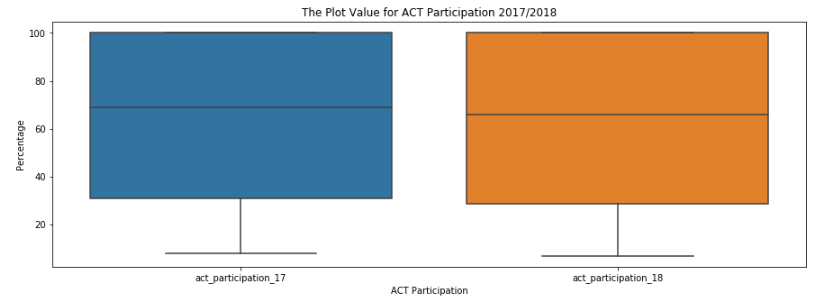 The Plot Value for ACT Participation 2017/2018
100
80
60
40
20
Percentage
act_participation_17
act_participation_18
ACT Participation